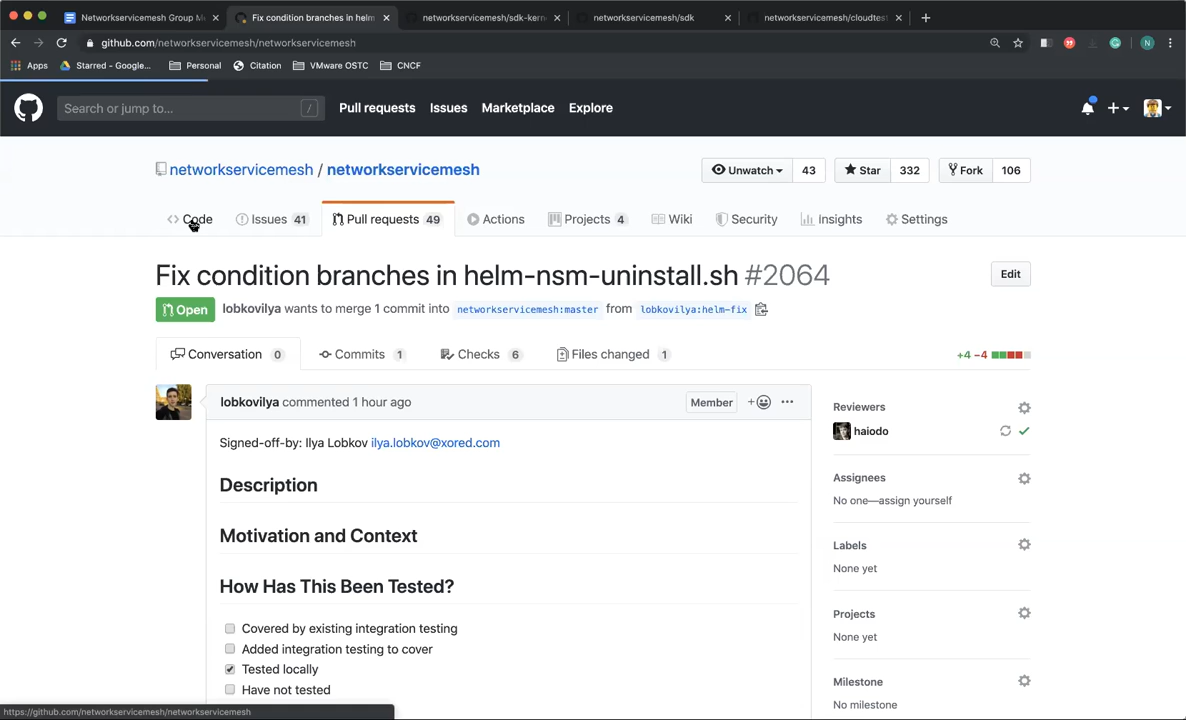 Networkservicemesh Group M
Fix condition branches in helm
networkservicemesh/sdk-kern
networkservicemesh/sdk
networkservicemesh/cloudtest
github.com/networkservicemesh/networkservicemesh
N
Apps
Starred - Google...
Personal
Citation
VMware OSTC
CNCF
Search or jump to...
/
Pull requests
Issues
Marketplace
Explore
networkservicemesh / networkservicemesh
Unwatch 43
Star 332
Fork 106
Code
Issues 41
Pull requests 49
Actions
Projects 4
Wiki
Security
Insights
Settings
Fix condition branches in helm-nsm-uninstall.sh #2064
Edit
Open
lobkovilya wants to merge 1 commit into networkservicemesh:master from lobkovilya:helm-fix
Conversation 0
Commits 1
Checks 6
Files changed 1
+4 −4
lobkovilya commented 1 hour ago
Member
Signed-off-by: Ilya Lobkov ilya.lobkov@xored.com
Description
Motivation and Context
How Has This Been Tested?
Covered by existing integration testing
Added integration testing to cover
Tested locally
Have not tested
Reviewers
haiodo
Assignees
No one—assign yourself
Labels
None yet
Projects
None yet
Milestone
No milestone
https://github.com/networkservicemesh/networkservicemesh